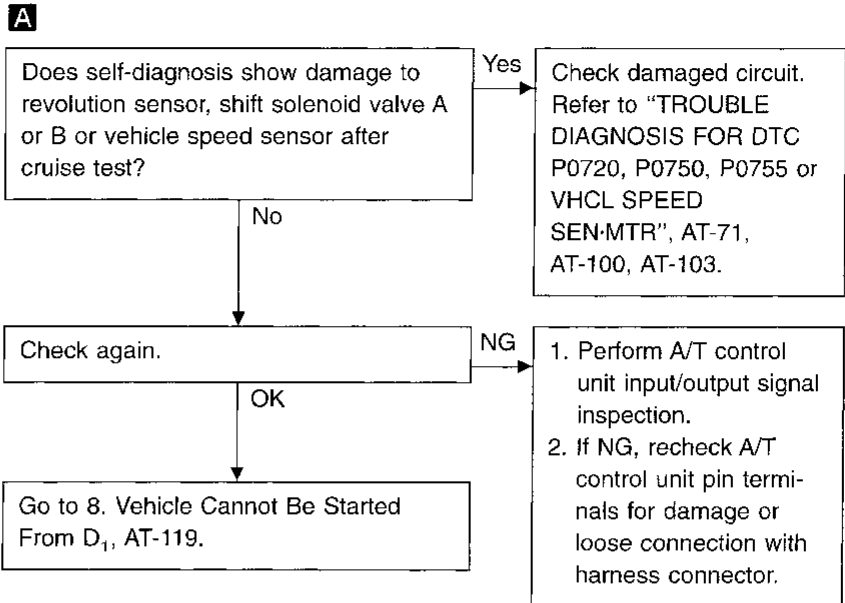 A
Does self-diagnosis show damage to
revolution sensor, shift solenoid valve A
or B or vehicle speed sensor after
cruise test?
Yes
Check damaged circuit.
Refer to “TROUBLE
DIAGNOSIS FOR DTC
P0720, P0750, P0755 or
VHCL SPEED
SEN·MTR”, AT-71,
AT-100, AT-103.
No
Check again.
NG
1. Perform A/T control
unit input/output signal
inspection.
2. If NG, recheck A/T
control unit pin termi-
nals for damage or
loose connection with
harness connector.
OK
Go to 8. Vehicle Cannot Be Started
From D₁, AT-119.